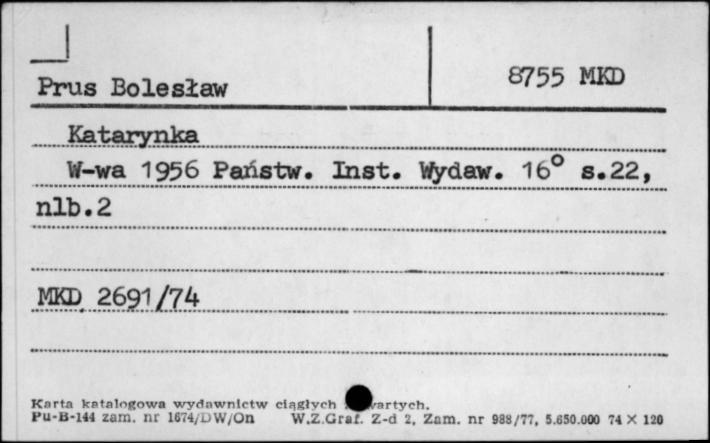 Prus Bolesław
8755 MKD
Katarynka
W-wa 1956 Państw. Inst. Wydaw. 16° s.22,
nlb.2
MKD 2691/74
Karta katalogowa wydawnictw ciągłych wartych.
Pu-B-144 zam. nr 1674/DW/On W.Z.Graf. Z-d 2, Zam. nr 988/77, 5.650.000 74 X 120